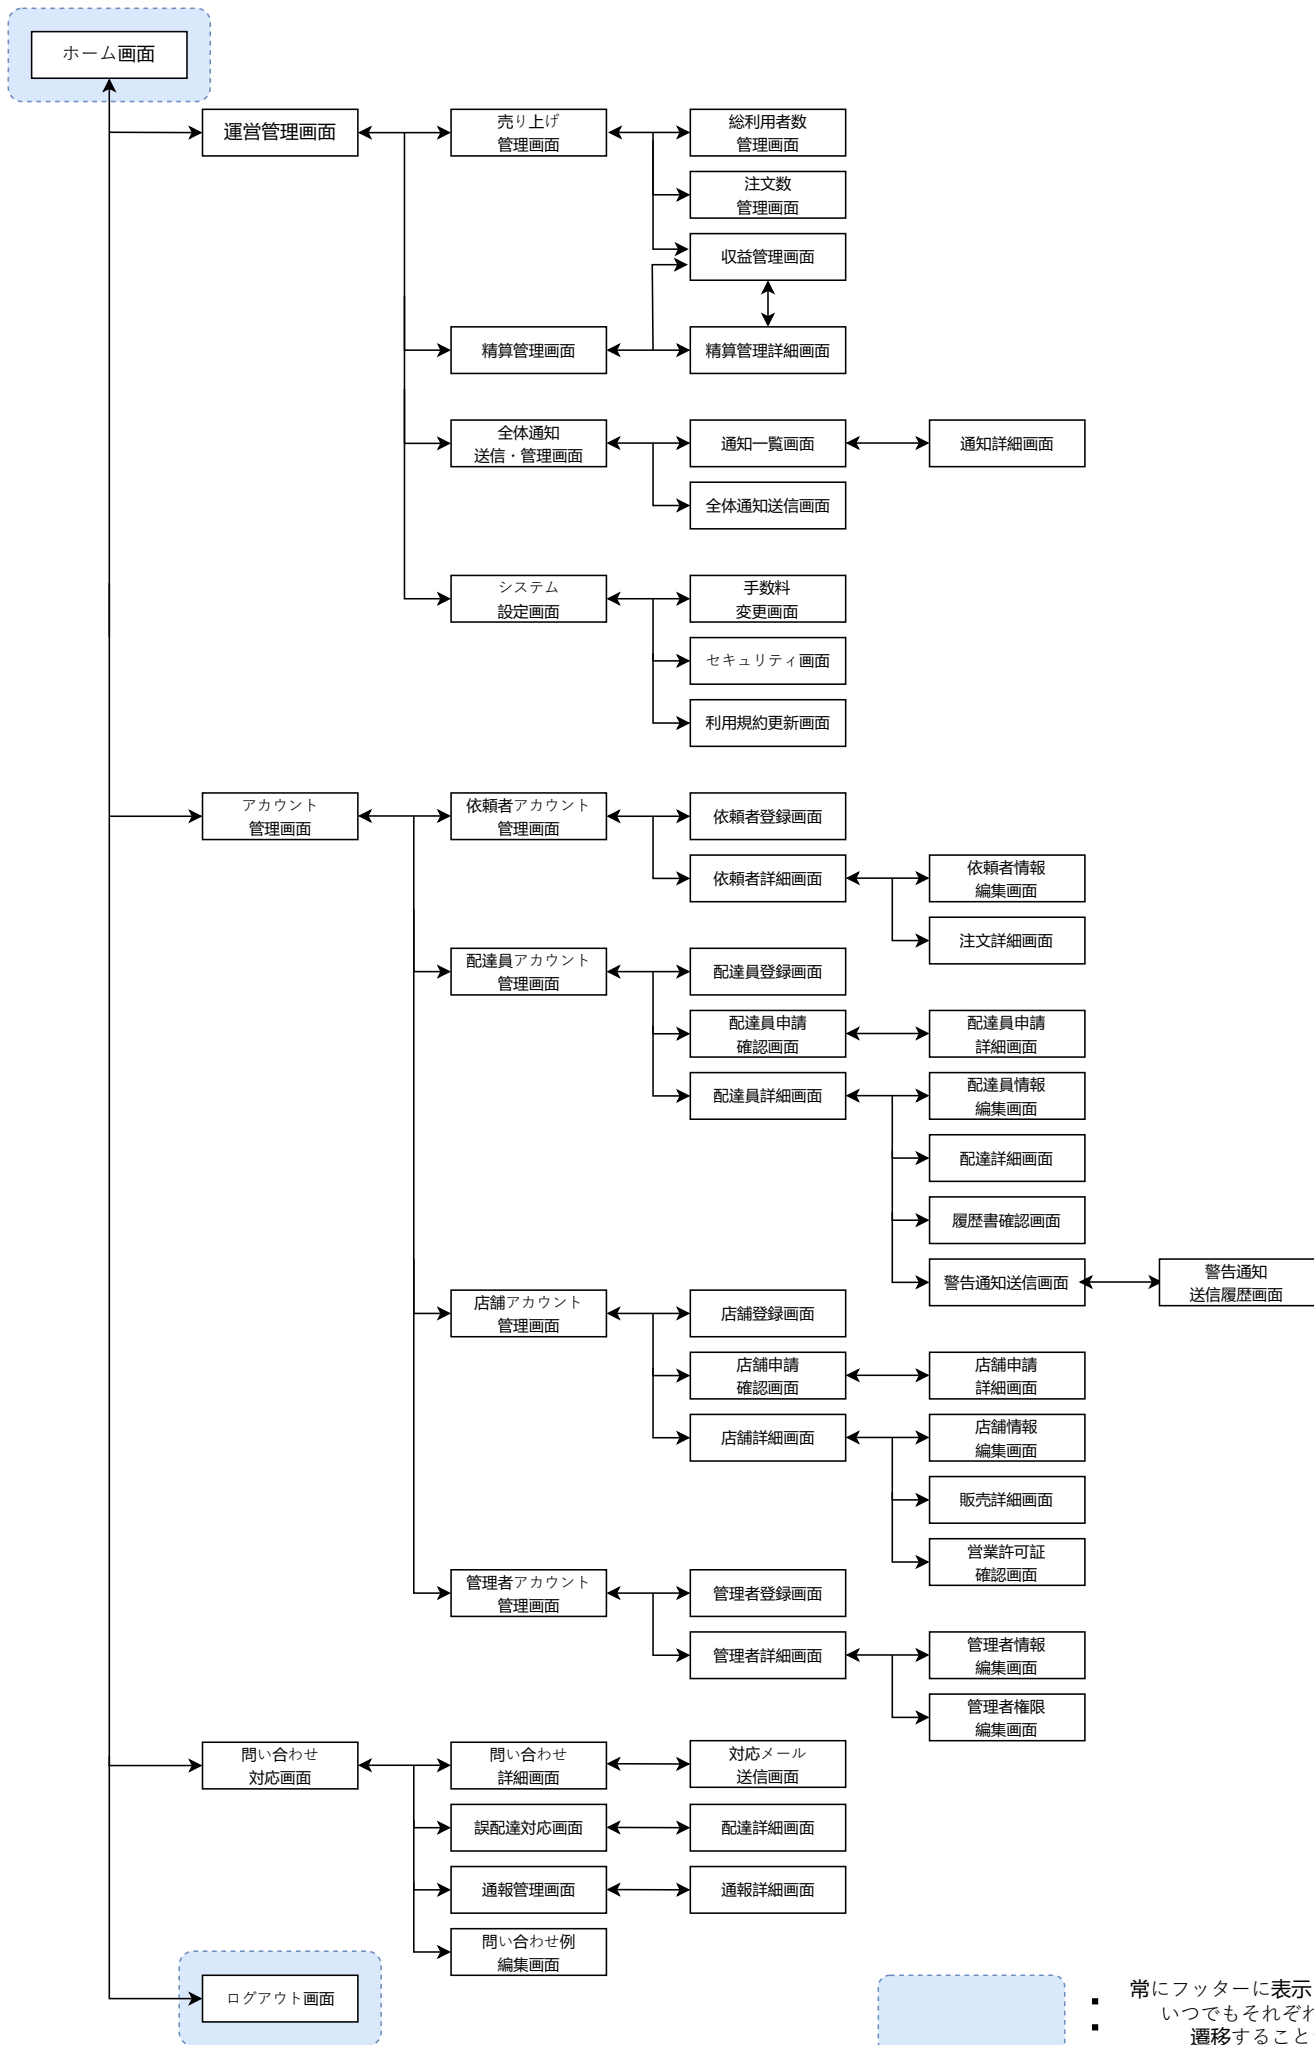 ホーム画面
運営管理画面
売り上げ
管理画面
総利用者数
管理画面
注文数
管理画面
収益管理画面
精算管理画面
精算管理詳細画面
全体通知
送信・管理画面
通知一覧画面
通知詳細画面
全体通知送信画面
システム
設定画面
手数料
変更画面
セキュリティ画面
利用規約更新画面
アカウント
管理画面
依頼者アカウント
管理画面
依頼者登録画面
依頼者詳細画面
依頼者情報
編集画面
注文詳細画面
配達員アカウント
管理画面
配達員登録画面
配達員申請
確認画面
配達員申請
詳細画面
配達員詳細画面
配達員情報
編集画面
配達詳細画面
履歴書確認画面
警告通知送信画面
警告通知
送信履歴画面
店舗アカウント
管理画面
店舗登録画面
店舗申請
確認画面
店舗申請
詳細画面
店舗詳細画面
店舗情報
編集画面
販売詳細画面
営業許可証
確認画面
管理者アカウント
管理画面
管理者登録画面
管理者詳細画面
管理者情報
編集画面
管理者権限
編集画面
問い合わせ
対応画面
問い合わせ
詳細画面
対応メール
送信画面
誤配達対応画面
配達詳細画面
通報管理画面
通報詳細画面
問い合わせ例
編集画面
ログアウト画面
：
常にフッターに表示
いつでもそれぞれ
遷移すること